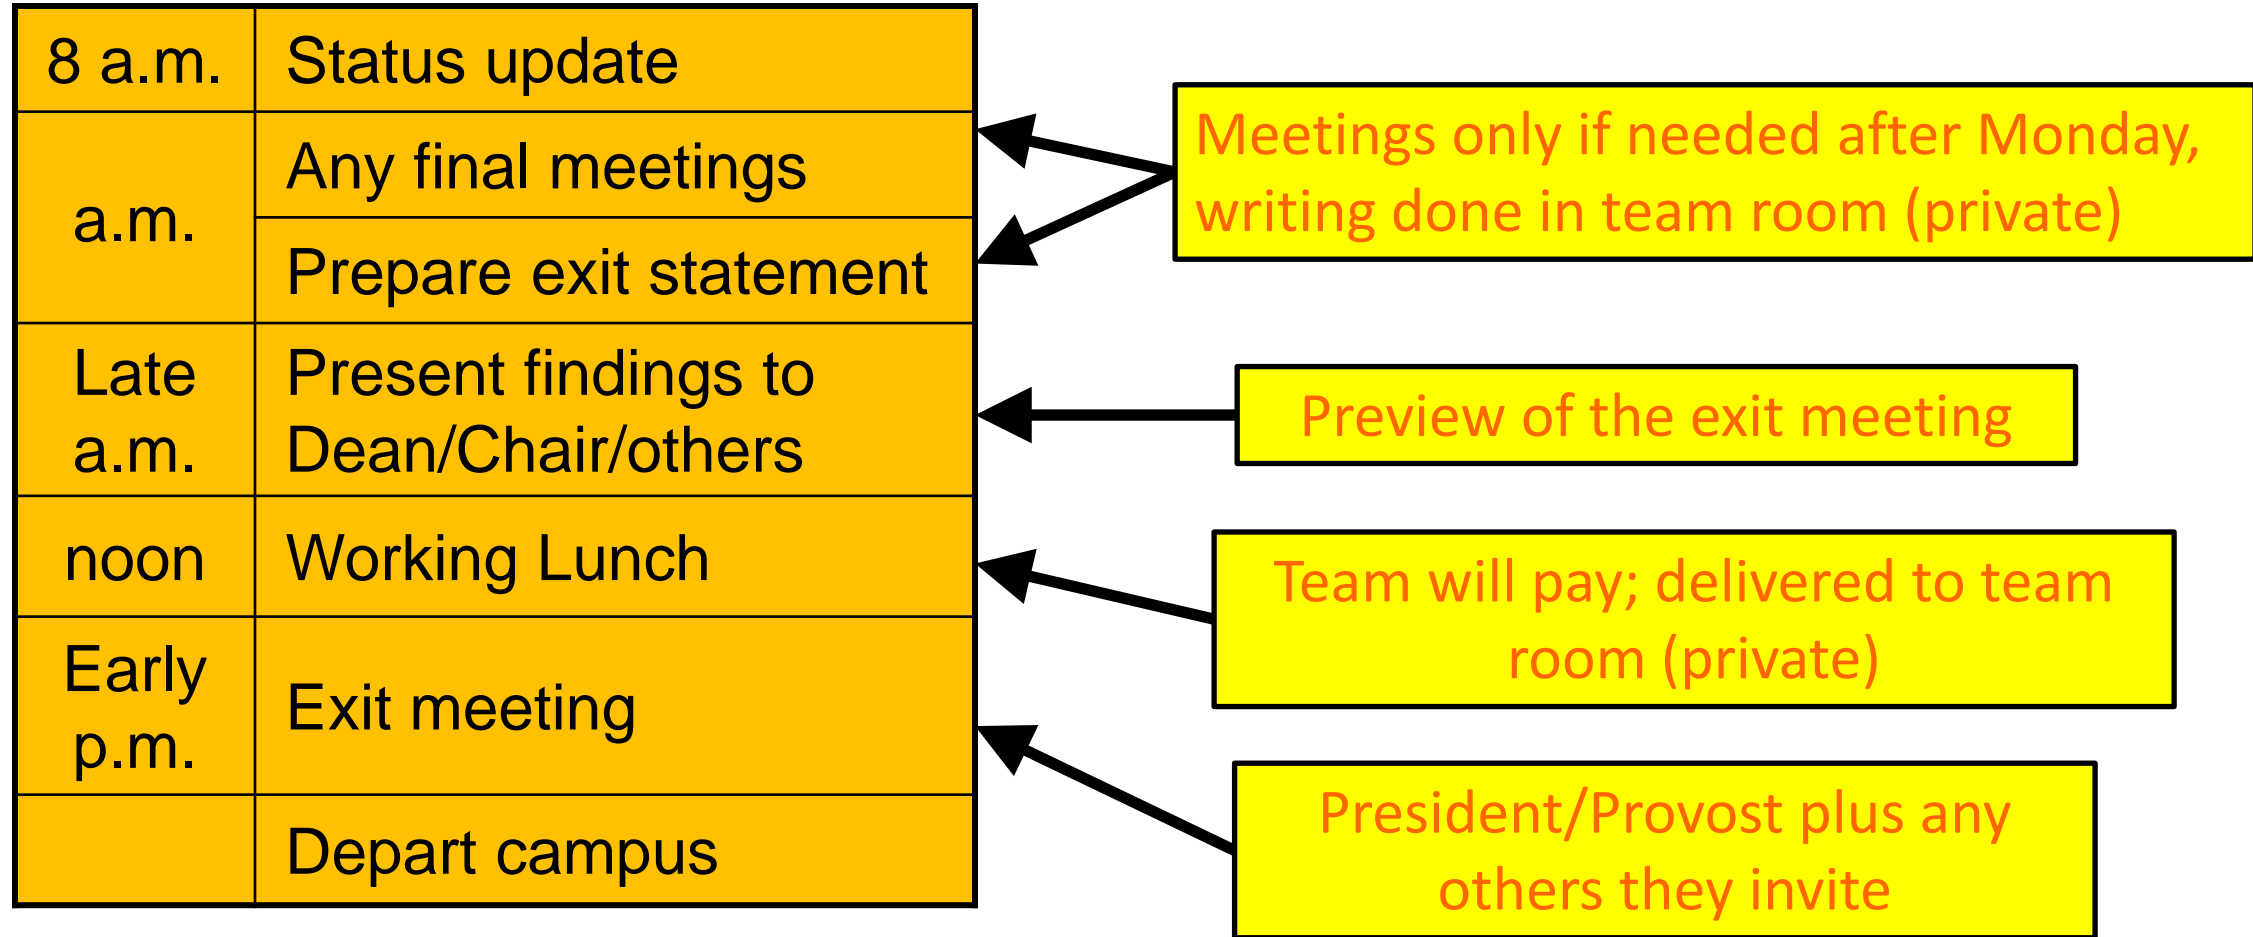 8 a.m. Status update
a.m.
Any final meetings
Prepare exit statement
Late a.m.
Present findings to
Dean/Chair/others
noon Working Lunch
Early p.m.
Exit meeting
Depart campus
Meetings only if needed after Monday,
writing done in team room (private)
Preview of the exit meeting
Team will pay; delivered to team
room (private)
President/Provost plus any
others they invite